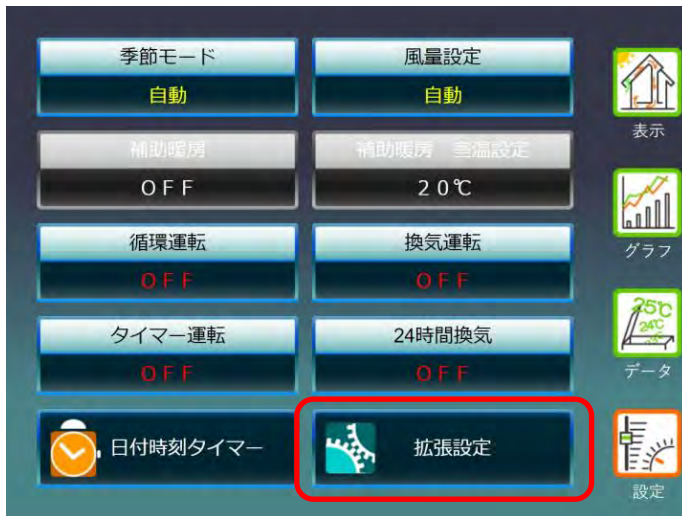 季節モード
風量設定
自動
自動
表示
補助暖房
補助暖房 室温設定
OFF
20℃
循環運転
換気運転
グラフ
OFF
OFF
25℃
24℃
タイマー運転
24時間換気
データ
OFF
OFF
日付時刻タイマー
拡張設定
設定